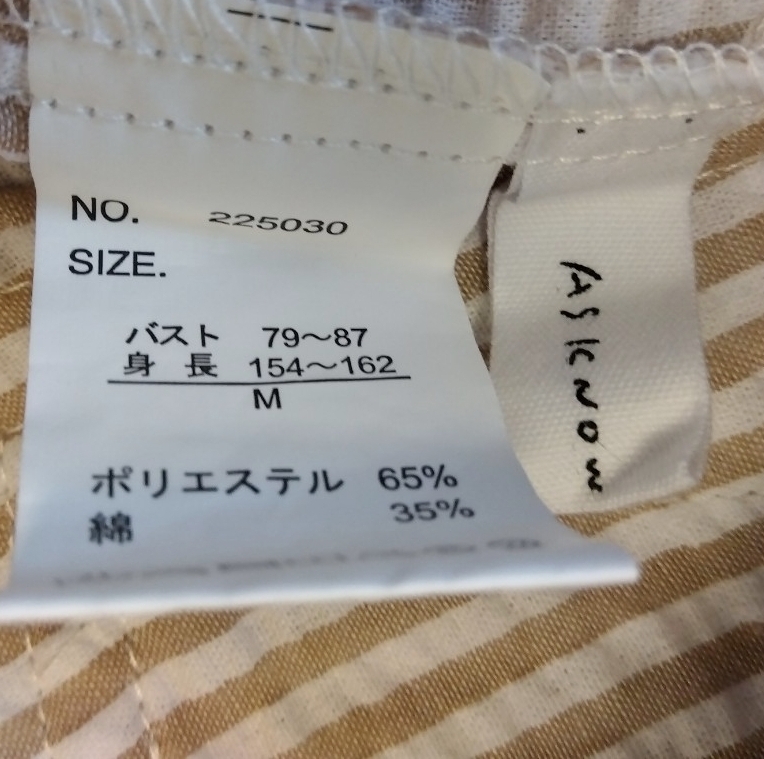 NO. 225030
SIZE.
バスト 79〜87
身長 154〜162
M
ポリエステル 65%
綿 35%
ASKNOW